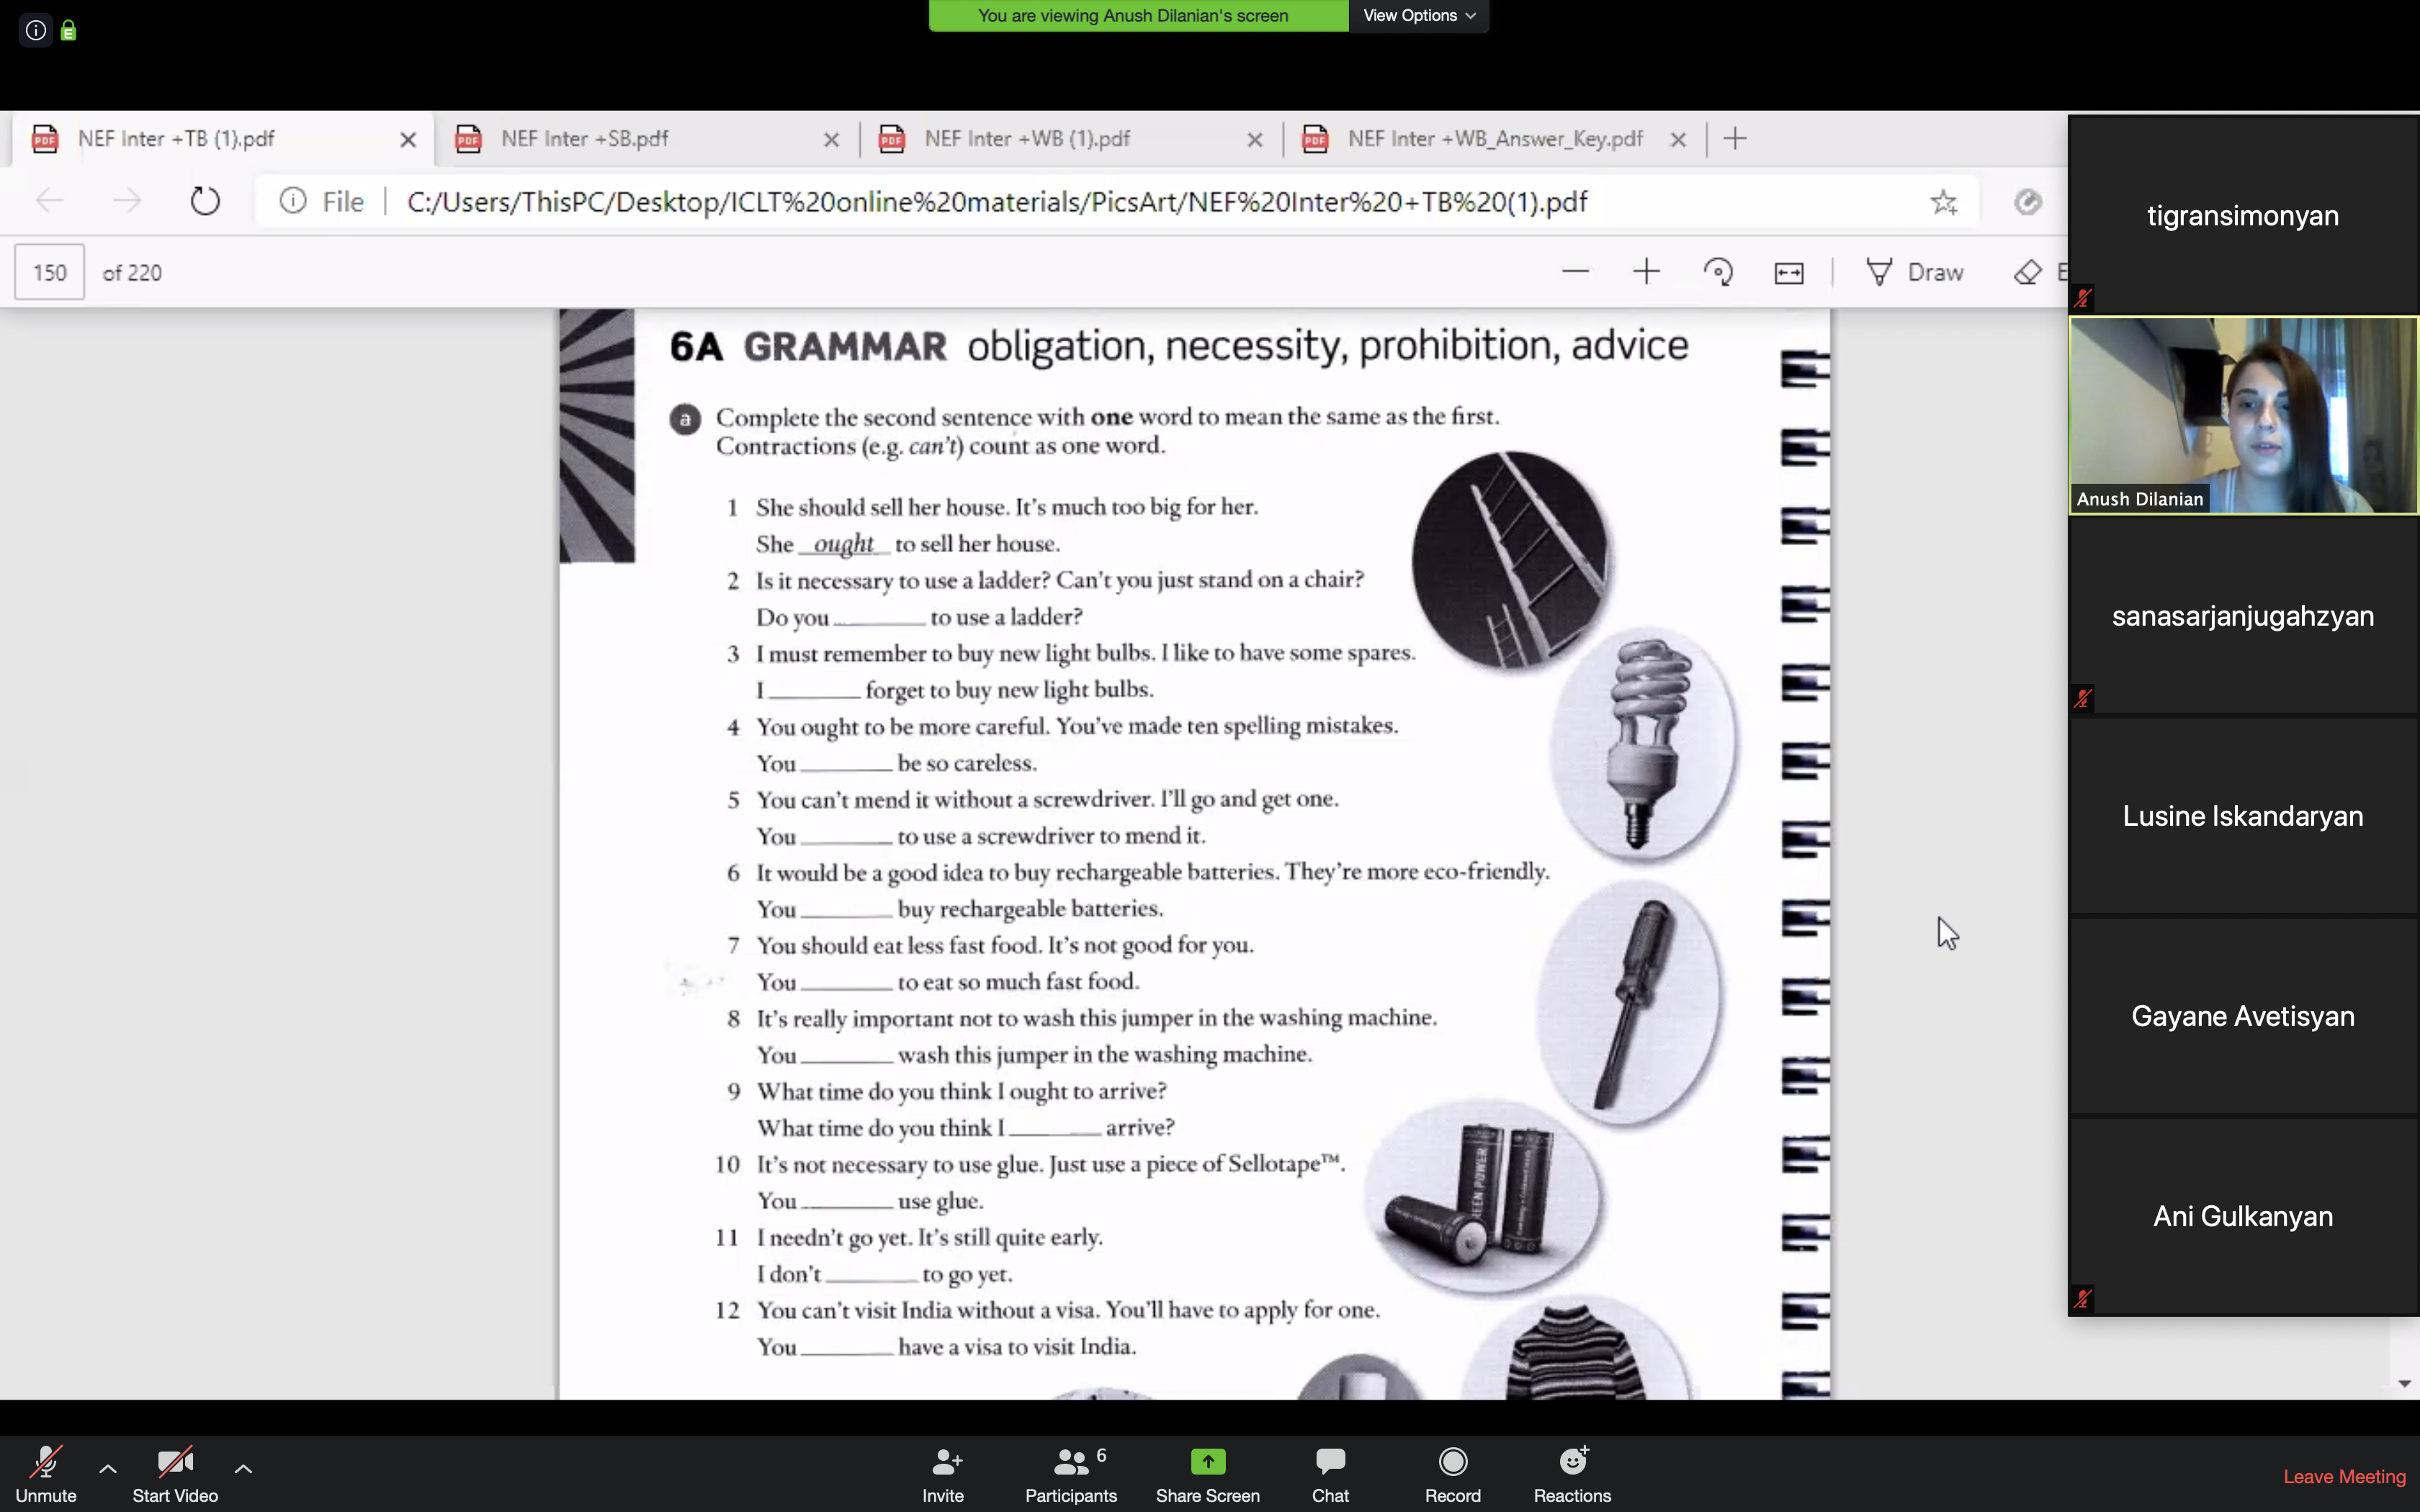 You are viewing Anush Dilanian's screen
View Options
NEF Inter +TB (1).pdf
NEF Inter +SB.pdf
NEF Inter +WB (1).pdf
NEF Inter +WB_Answer_Key.pdf
File
C:/Users/ThisPC/Desktop/ICLT%20online%20materials/PicsArt/NEF%20Inter%20+TB%20(1).pdf
150 of 220
Draw
E
6A GRAMMAR obligation, necessity, prohibition, advice
a Complete the second sentence with one word to mean the same as the first.
Contractions (e.g. can't) count as one word.
1 She should sell her house. It's much too big for her.
She ought to sell her house.
2 Is it necessary to use a ladder? Can't you just stand on a chair?
Do you ________ to use a ladder?
3 I must remember to buy new light bulbs. I like to have some spares.
I ________ forget to buy new light bulbs.
4 You ought to be more careful. You've made ten spelling mistakes.
You ________ be so careless.
5 You can't mend it without a screwdriver. I'll go and get one.
You ________ to use a screwdriver to mend it.
6 It would be a good idea to buy rechargeable batteries. They're more eco-friendly.
You ________ buy rechargeable batteries.
7 You should eat less fast food. It's not good for you.
You ________ to eat so much fast food.
8 It's really important not to wash this jumper in the washing machine.
You ________ wash this jumper in the washing machine.
9 What time do you think I ought to arrive?
What time do you think I ________ arrive?
10 It's not necessary to use glue. Just use a piece of Sellotape™.
You ________ use glue.
11 I needn't go yet. It's still quite early.
I don't ________ to go yet.
12 You can't visit India without a visa. You'll have to apply for one.
You ________ have a visa to visit India.
tigransimonyan
Anush Dilanian
sanasarjanjugahzyan
Lusine Iskandaryan
Gayane Avetisyan
Ani Gulkanyan
Unmute
Start Video
Invite
6
Participants
Share Screen
Chat
Record
Reactions
Leave Meeting